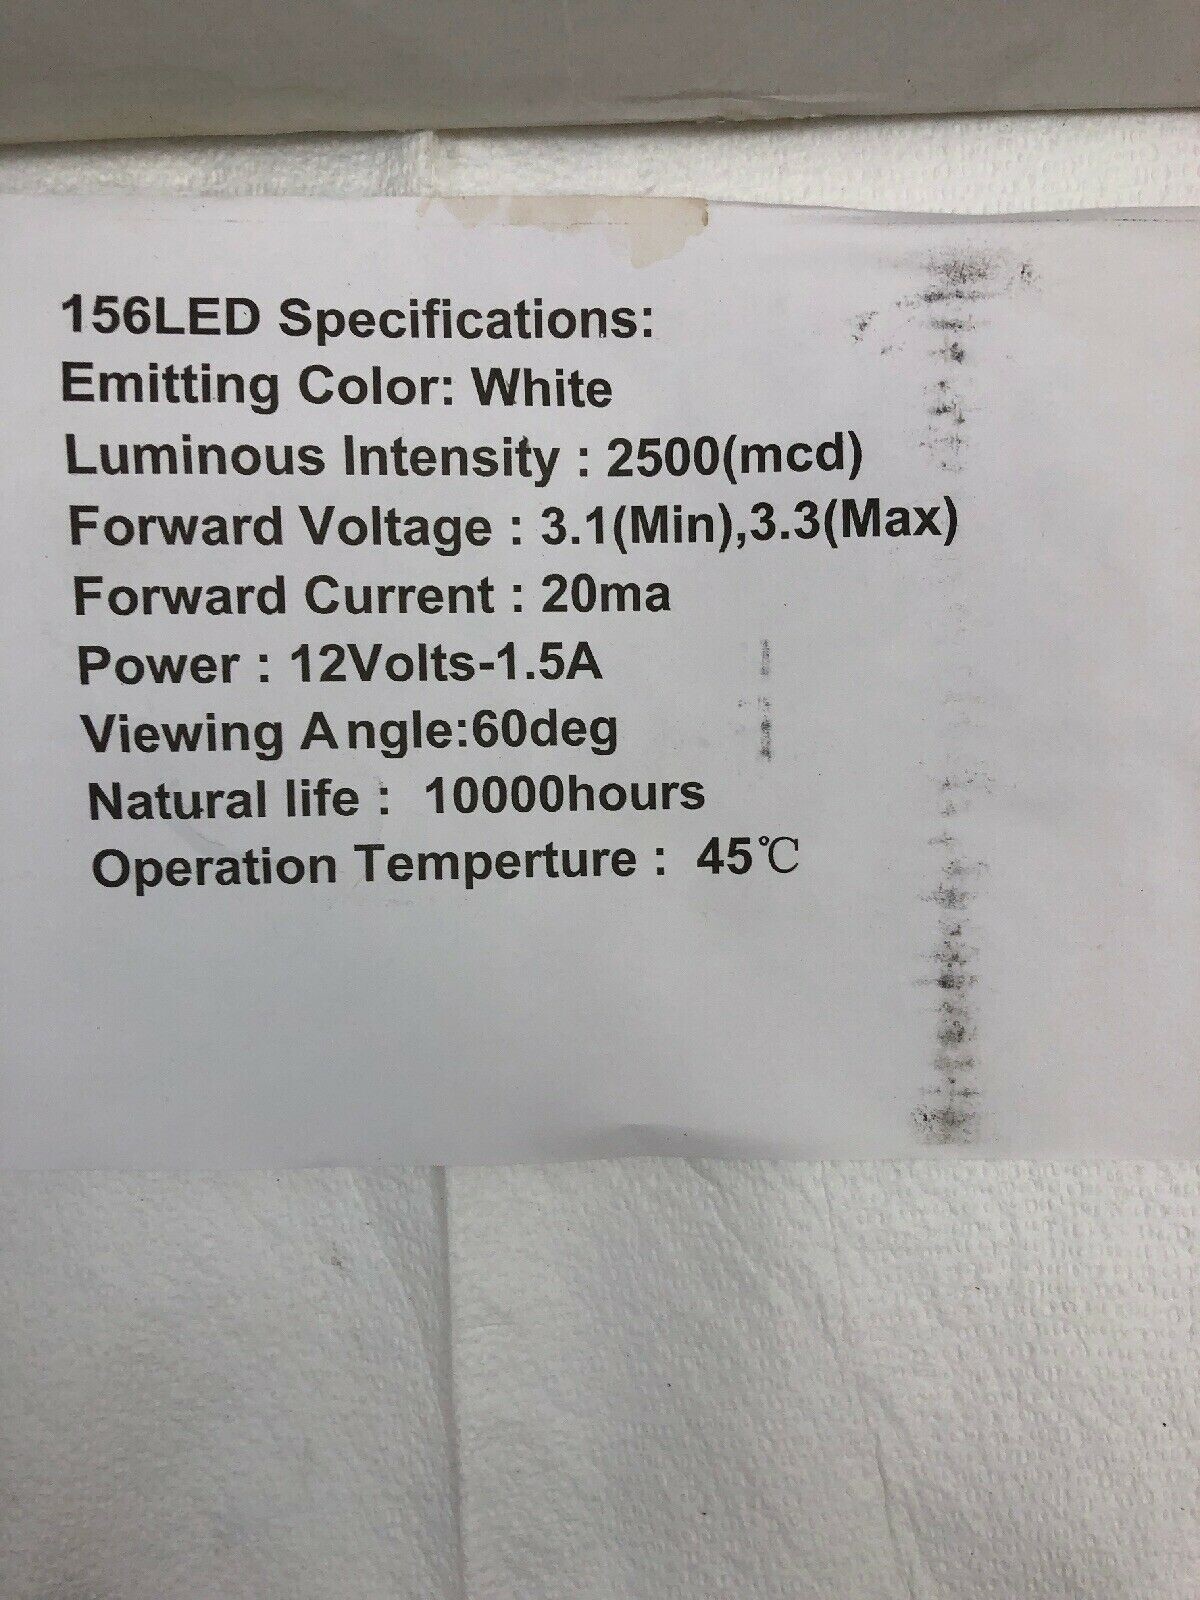 156LED Specifications:
Emitting Color: White
Luminous Intensity : 2500(mcd)
Forward Voltage : 3.1(Min),3.3(Max)
Forward Current : 20ma
Power : 12Volts-1.5A
Viewing Angle:60deg
Natural life : 10000hours
Operation Temperture : 45℃